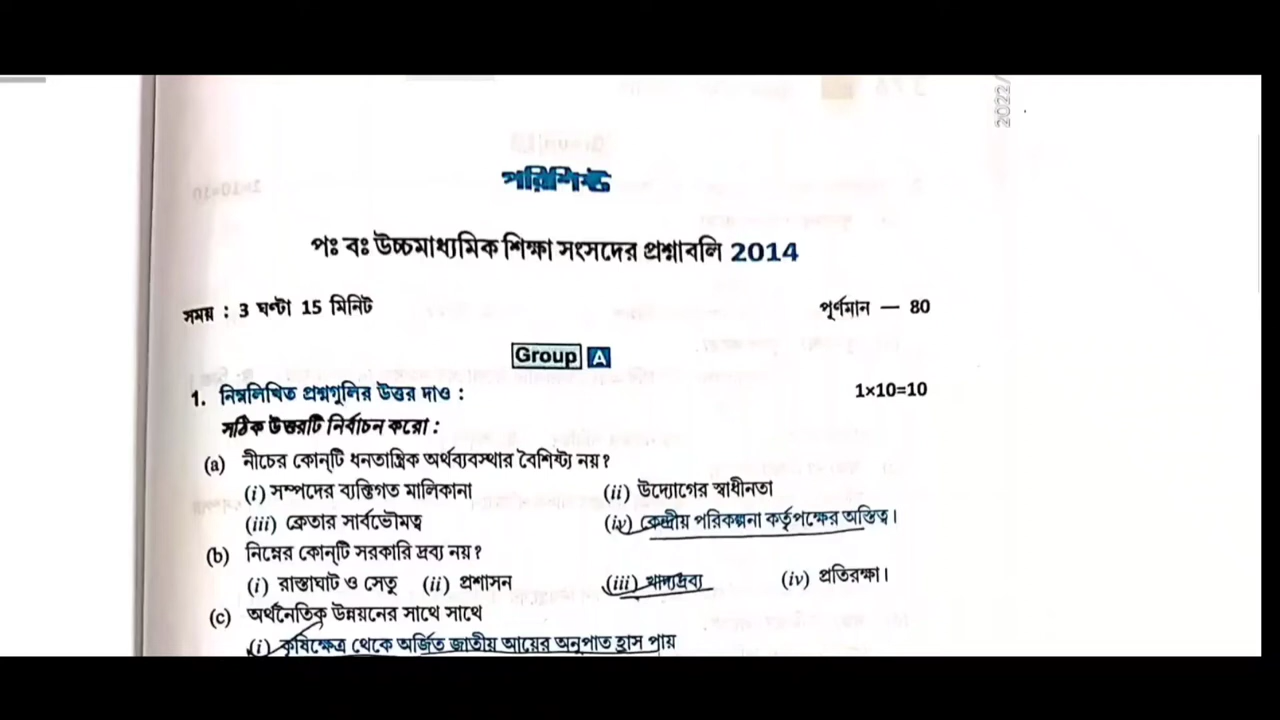 2022/
পরিশিষ্ট
পঃ বঃ উচ্চমাধ্যমিক শিক্ষা সংসদের প্রশ্নাবলি 2014
সময় : 3 ঘণ্টা 15 মিনিট পূর্ণমান — 80
Group A
1. নিম্নলিখিত প্রশ্নগুলির উত্তর দাও : 1×10=10
সঠিক উত্তরটি নির্বাচন করো :
(a) নীচের কোন্‌টি ধনতান্ত্রিক অর্থব্যবস্থার বৈশিষ্ট্য নয়?
(i) সম্পদের ব্যক্তিগত মালিকানা (ii) উদ্যোগের স্বাধীনতা
(iii) ক্রেতার সার্বভৌমত্ব (iv) কেন্দ্রীয় পরিকল্পনা কর্তৃপক্ষের অস্তিত্ব।
(b) নিম্নের কোন্‌টি সরকারি দ্রব্য নয়?
(i) রাস্তাঘাট ও সেতু (ii) প্রশাসন (iii) খাদ্যদ্রব্য (iv) প্রতিরক্ষা।
(c) অর্থনৈতিক উন্নয়নের সাথে সাথে
(i) কৃষিক্ষেত্র থেকে অর্জিত জাতীয় আয়ের অনুপাত হ্রাস পায়